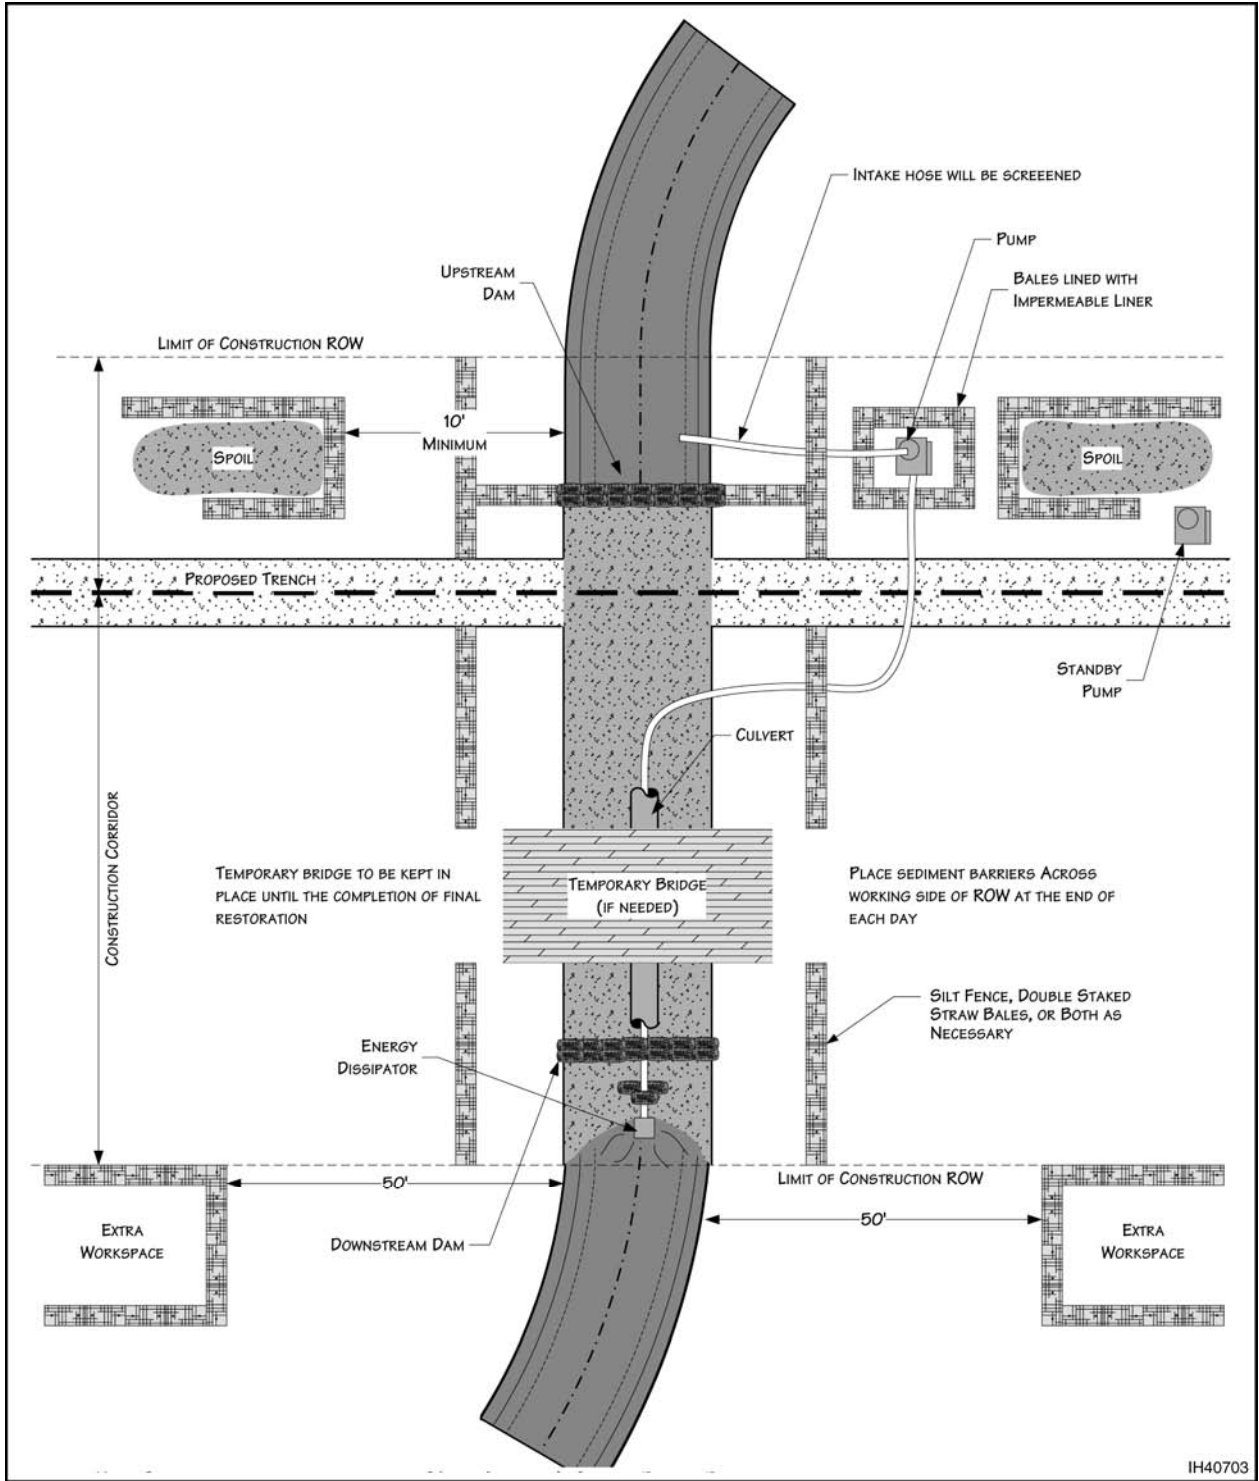 INTAKE HOSE WILL BE SCREEENED
PUMP
UPSTREAM
DAM
BALES LINED WITH
IMPERMEABLE LINER
LIMIT OF CONSTRUCTION ROW
10'
MINIMUM
SPOIL
SPOIL
PROPOSED TRENCH
STANDBY
PUMP
CULVERT
CONSTRUCTION CORRIDOR
TEMPORARY BRIDGE TO BE KEPT IN
PLACE UNTIL THE COMPLETION OF FINAL
RESTORATION
TEMPORARY BRIDGE
(IF NEEDED)
PLACE SEDIMENT BARRIERS ACROSS
WORKING SIDE OF ROW AT THE END OF
EACH DAY
SILT FENCE, DOUBLE STAKED
STRAW BALES, OR BOTH AS
NECESSARY
ENERGY
DISSIPATOR
LIMIT OF CONSTRUCTION ROW
50'
50'
EXTRA
WORKSPACE
DOWNSTREAM DAM
EXTRA
WORKSPACE
IH40703